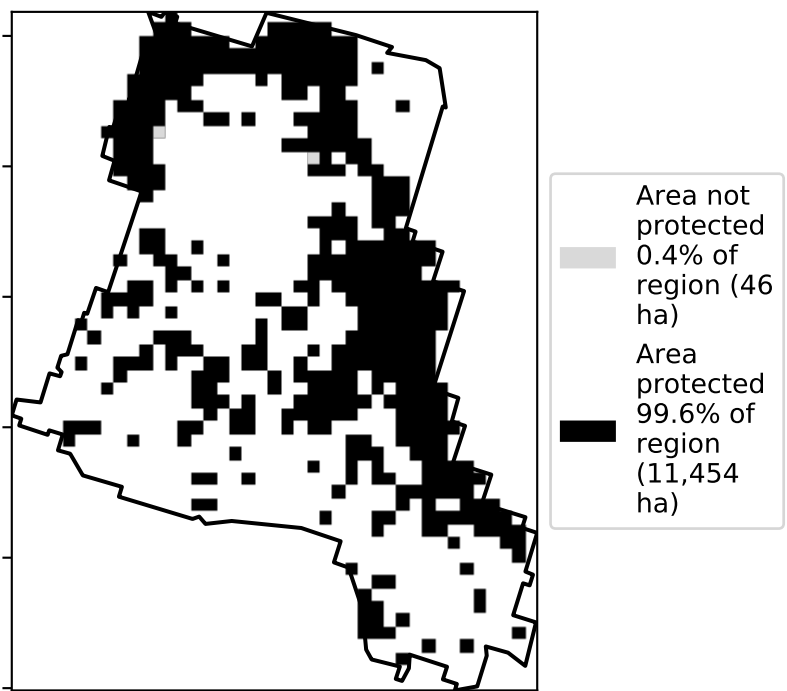 Area not
protected
0.4% of
region (46
ha)
Area
protected
99.6% of
region
(11,454
ha)